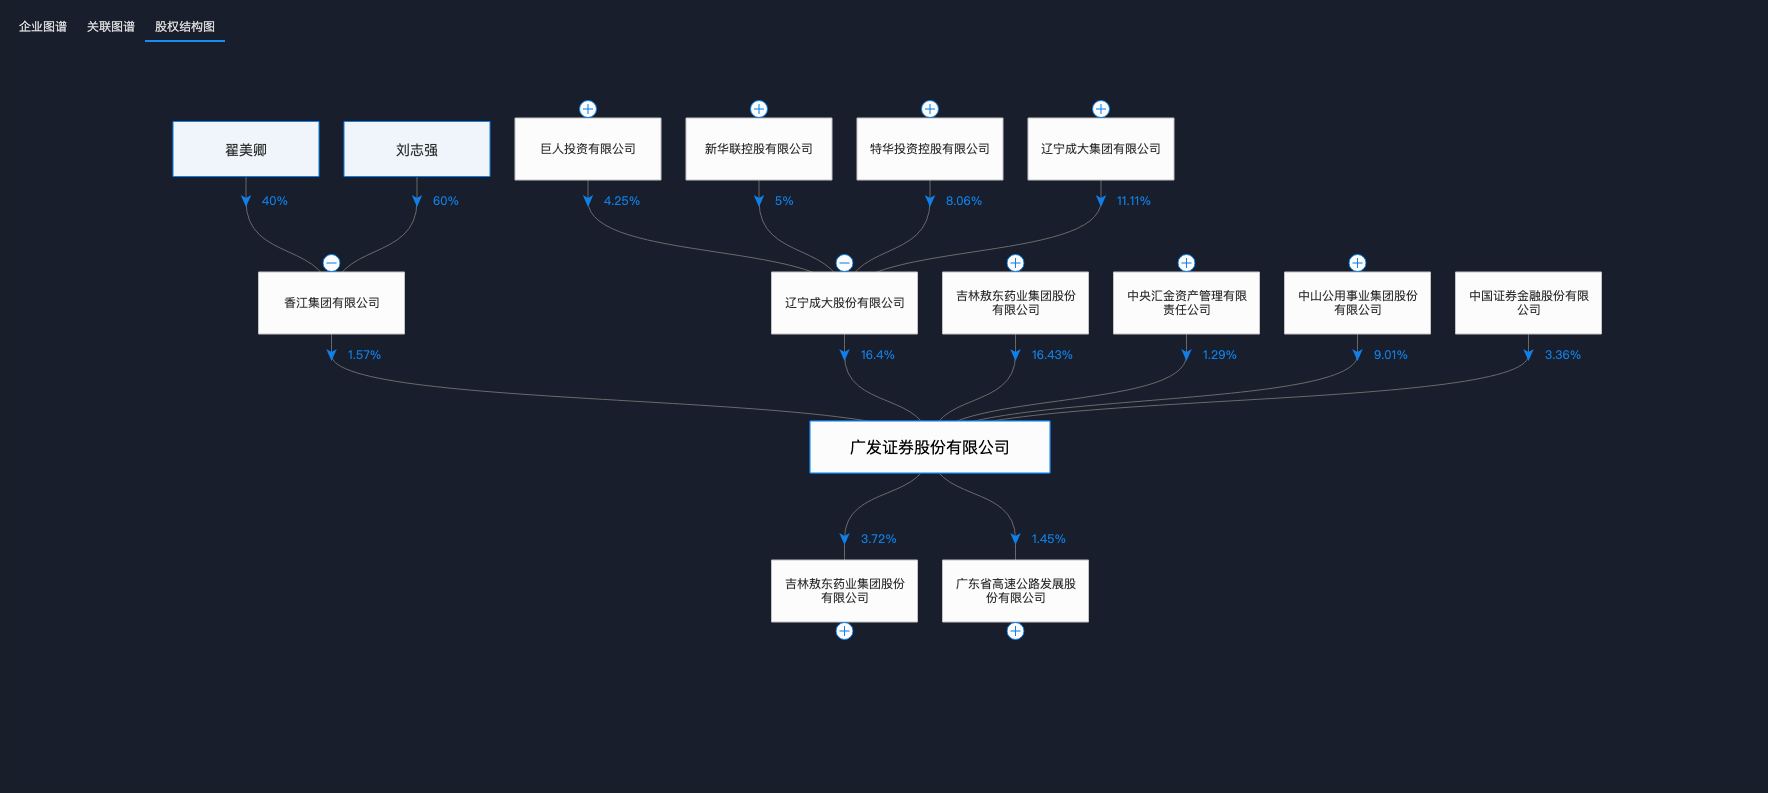 企业图谱 关联图谱 股权结构图
翟美卿 刘志强 巨人投资有限公司 新华联控股有限公司 特华投资控股有限公司 辽宁成大集团有限公司
40% 60% 4.25% 5% 8.06% 11.11%
香江集团有限公司
辽宁成大股份有限公司
吉林敖东药业集团股份
有限公司
中央汇金资产管理有限
责任公司
中山公用事业集团股份
有限公司
中国证券金融股份有限
公司
1.57% 16.4% 16.43% 1.29% 9.01% 3.36%
广发证券股份有限公司
3.72% 1.45%
吉林敖东药业集团股份
有限公司
广东省高速公路发展股
份有限公司